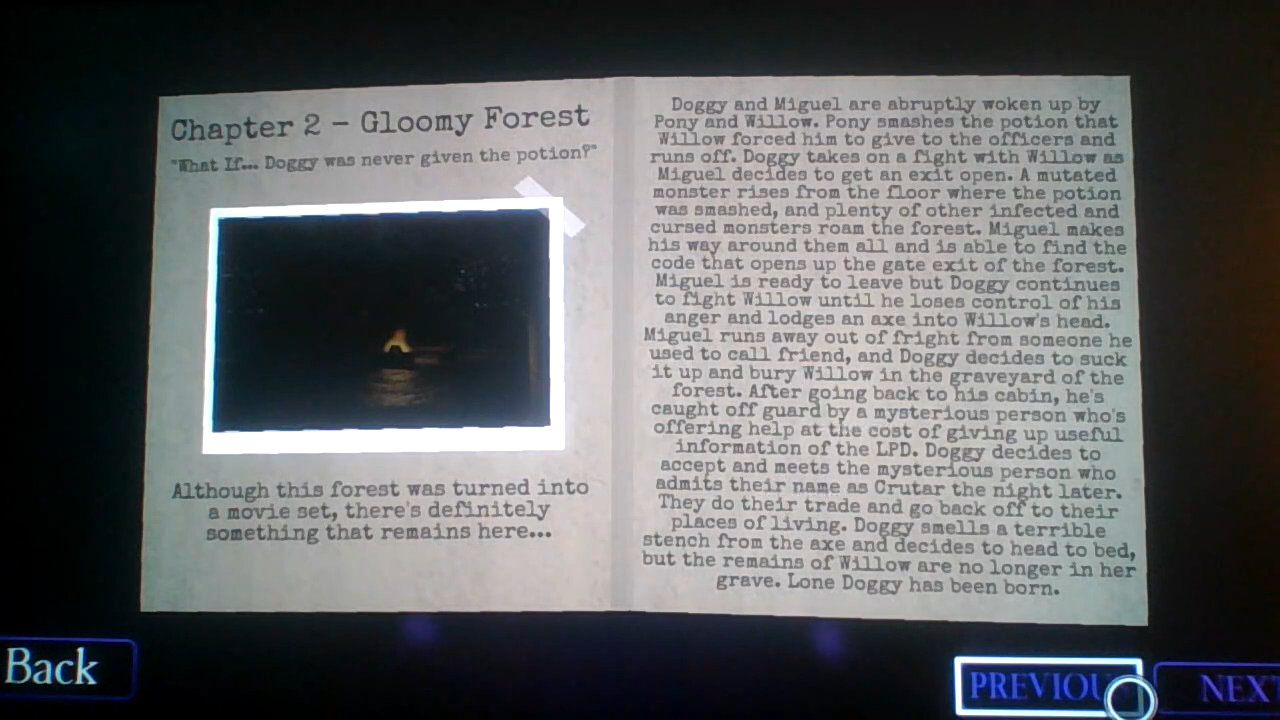 Chapter 2 - Gloomy Forest
"What If... Doggy was never given the potion?"
Although this forest was turned into
a movie set, there's definitely
something that remains here...
Doggy and Miguel are abruptly woken up by
Pony and Willow. Pony smashes the potion that
Willow forced him to give to the officers and
runs off. Doggy takes on a fight with Willow as
Miguel decides to get an exit open. A mutated
monster rises from the floor where the potion
was smashed, and plenty of other infected and
cursed monsters roam the forest. Miguel makes
his way around them all and is able to find the
code that opens up the gate exit of the forest.
Miguel is ready to leave but Doggy continues
to fight Willow until he loses control of his
anger and lodges an axe into Willow's head.
Miguel runs away out of fright from someone he
used to call friend, and Doggy decides to suck
it up and bury Willow in the graveyard of the
forest. After going back to his cabin, he's
caught off guard by a mysterious person who's
offering help at the cost of giving up useful
information of the LPD. Doggy decides to
accept and meets the mysterious person who
admits their name as Crutar the night later.
They do their trade and go back off to their
places of living. Doggy smells a terrible
stench from the axe and decides to head to bed,
but the remains of Willow are no longer in her
grave. Lone Doggy has been born.
Back
PREVIOU
NEXT